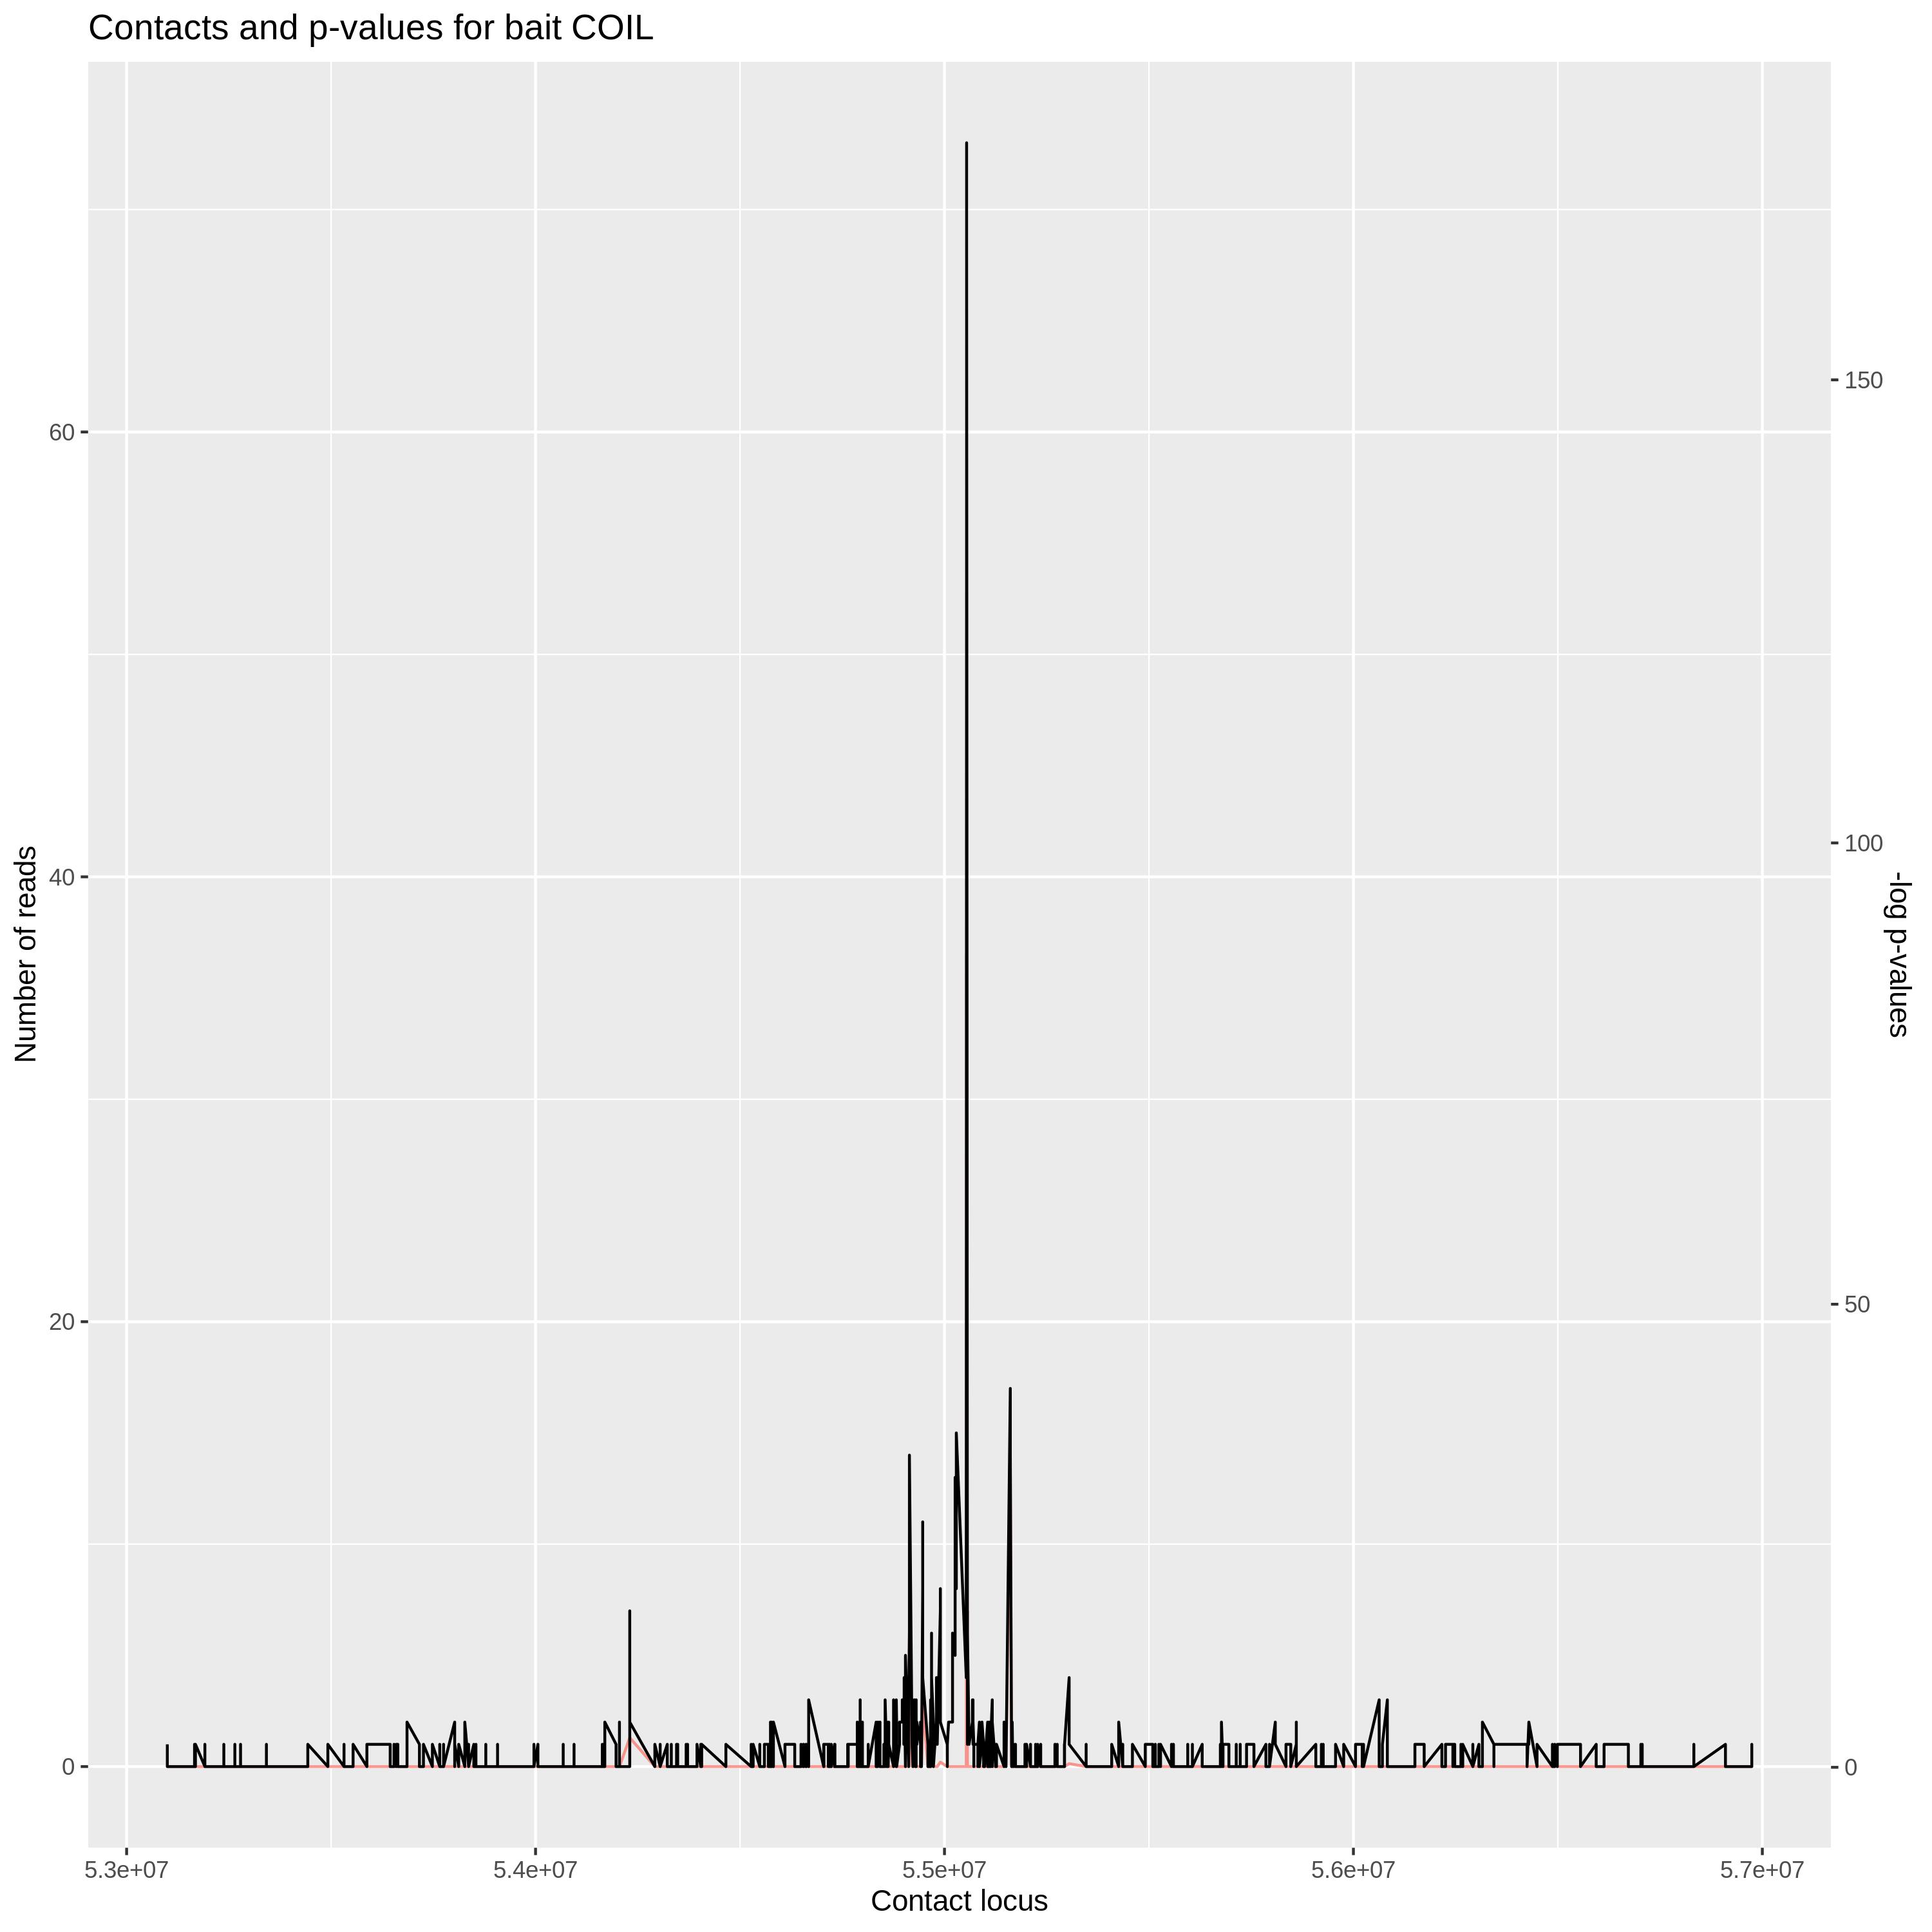 Contacts and p-values for bait COIL
Number of reads
60
40
20
0
150
100
50
0
-log p-values
5.3e+07 5.4e+07 5.5e+07 5.6e+07 5.7e+07
Contact locus